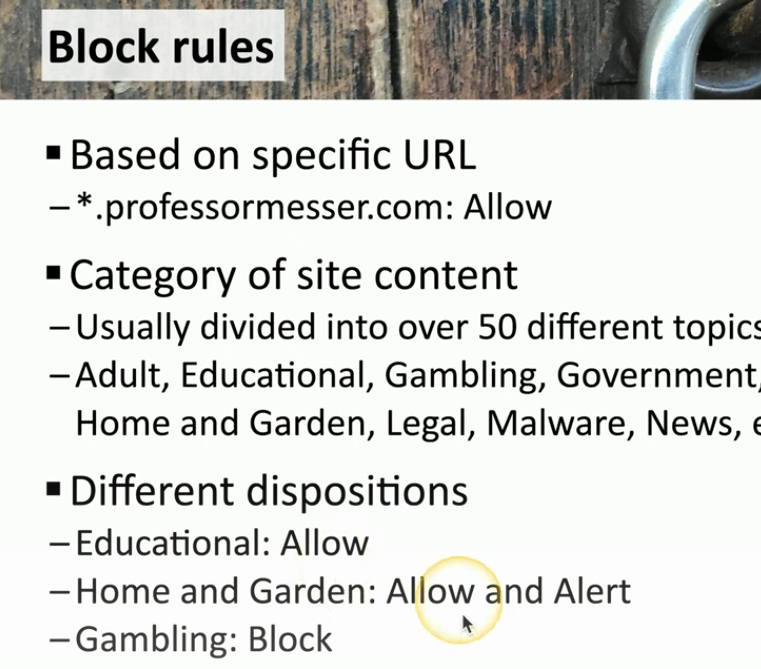 Block rules
▪ Based on specific URL
– *.professormesser.com: Allow
▪ Category of site content
– Usually divided into over 50 different topics
– Adult, Educational, Gambling, Government,
Home and Garden, Legal, Malware, News, e
▪ Different dispositions
– Educational: Allow
– Home and Garden: Allow and Alert
– Gambling: Block